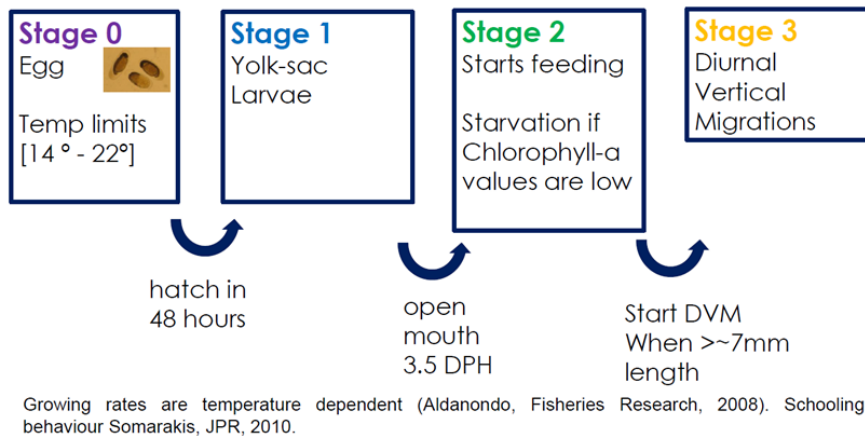 Stage 0
Egg
Temp limits
[14 º - 22º]
Stage 1
Yolk-sac
Larvae
Stage 2
Starts feeding
Starvation if
Chlorophyll-a
values are low
Stage 3
Diurnal
Vertical
Migrations
hatch in
48 hours
open
mouth
3.5 DPH
Start DVM
When >~7mm
length
Growing rates are temperature dependent (Aldanondo, Fisheries Research, 2008). Schooling
behaviour Somarakis, JPR, 2010.